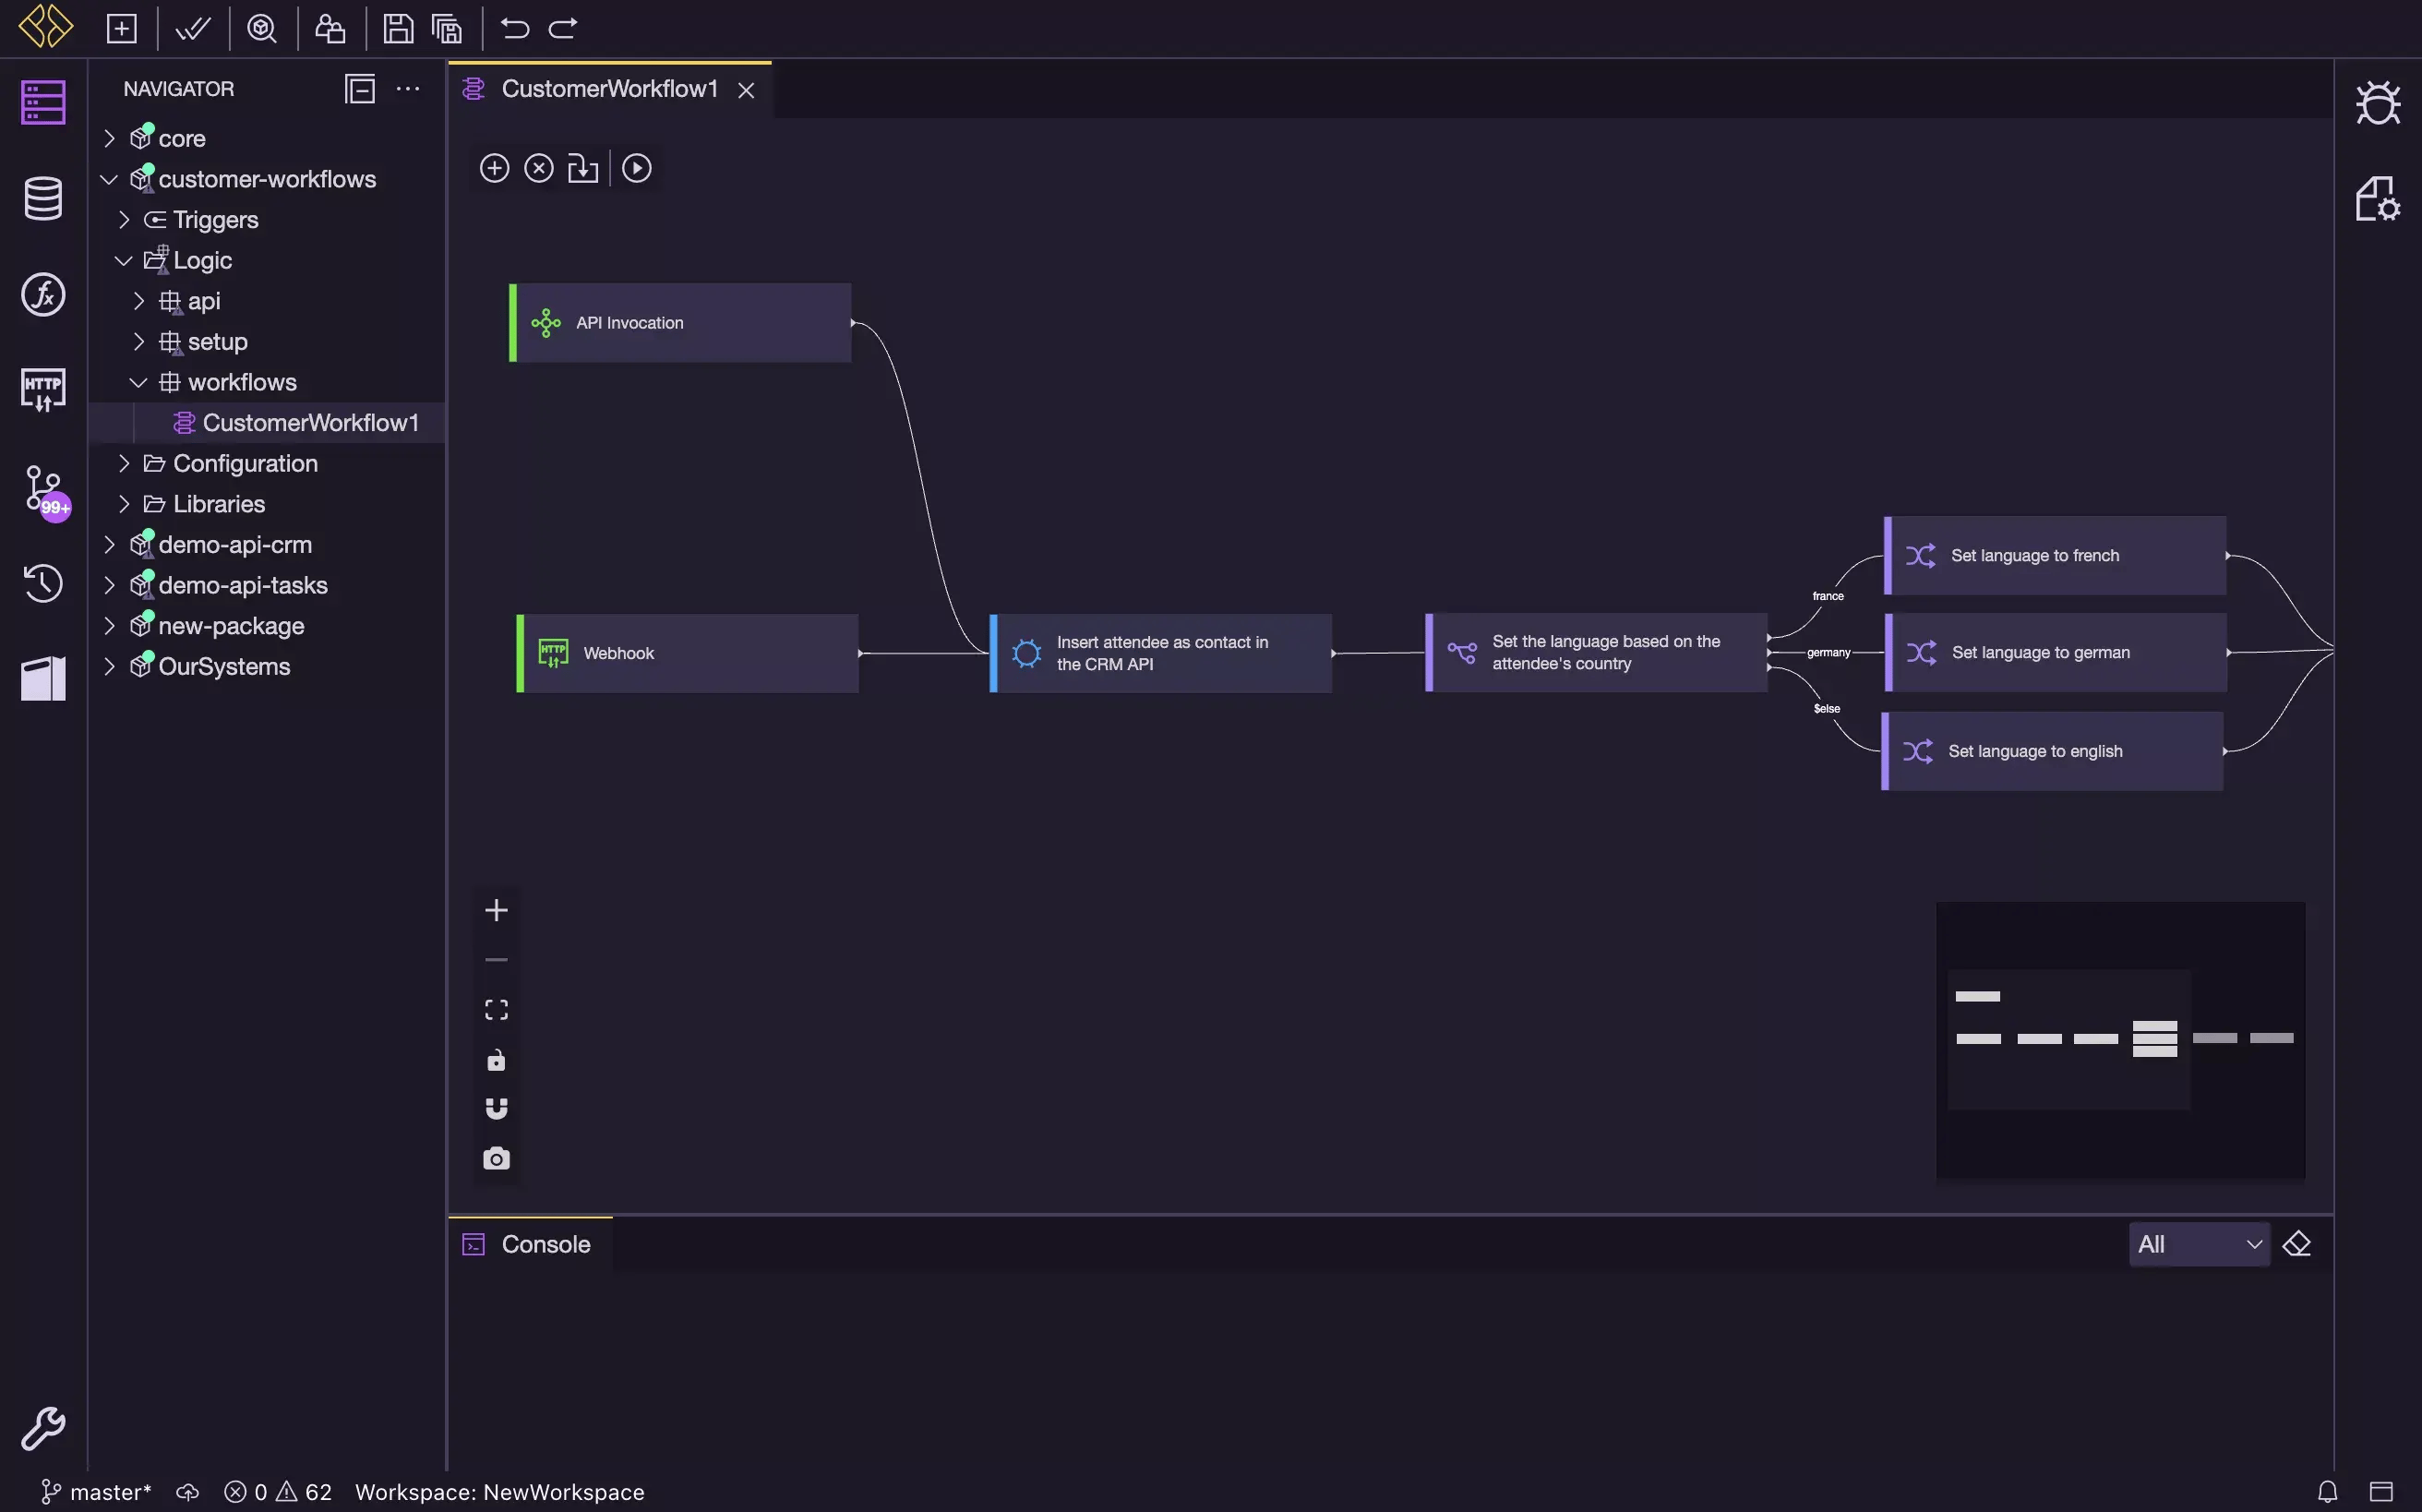 NAVIGATOR
core
customer-workflows
Triggers
Logic
api
setup
workflows
CustomerWorkflow1
Configuration
Libraries
demo-api-crm
demo-api-tasks
new-package
OurSystems
HTTP
99+
CustomerWorkflow1
API Invocation
HTTP
Webhook
Insert attendee as contact in
the CRM API
Set the language based on the
attendee's country
france
germany
$else
Set language to french
Set language to german
Set language to english
Console
All
master*
0
62
Workspace: NewWorkspace